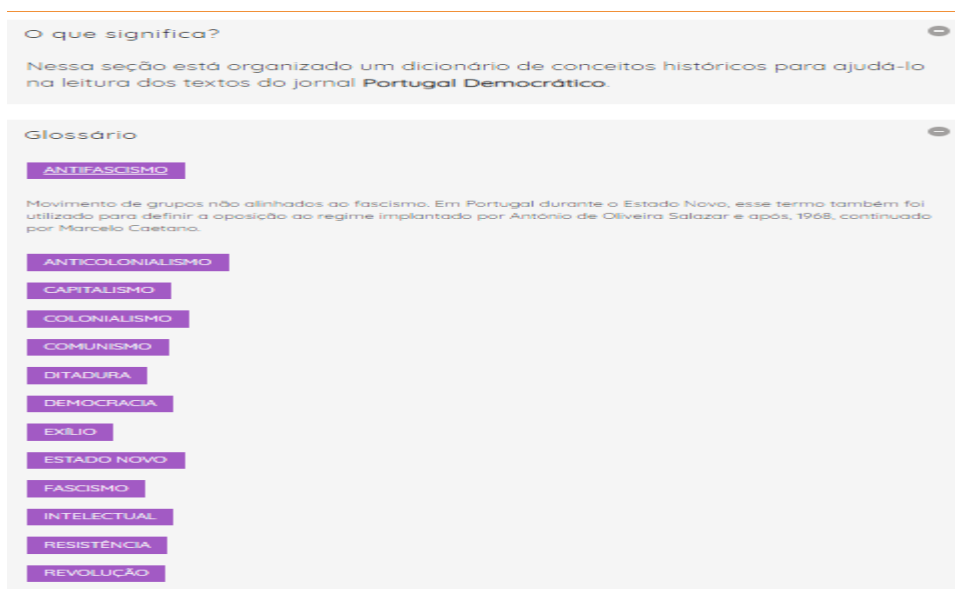 O que significa?
Nessa seção está organizado um dicionário de conceitos históricos para ajudá-lo
na leitura dos textos do jornal Portugal Democrático.
Glossário
ANTIFASCISMO
Movimento de grupos não alinhados ao fascismo. Em Portugal durante o Estado Novo, esse termo também foi
utilizado para definir a oposição ao regime implantado por António de Oliveira Salazar e após, 1968, continuado
por Marcelo Caetano.
ANTICOLONIALISMO
CAPITALISMO
COLONIALISMO
COMUNISMO
DITADURA
DEMOCRACIA
EXÍLIO
ESTADO NOVO
FASCISMO
INTELECTUAL
RESISTÊNCIA
REVOLUÇÃO